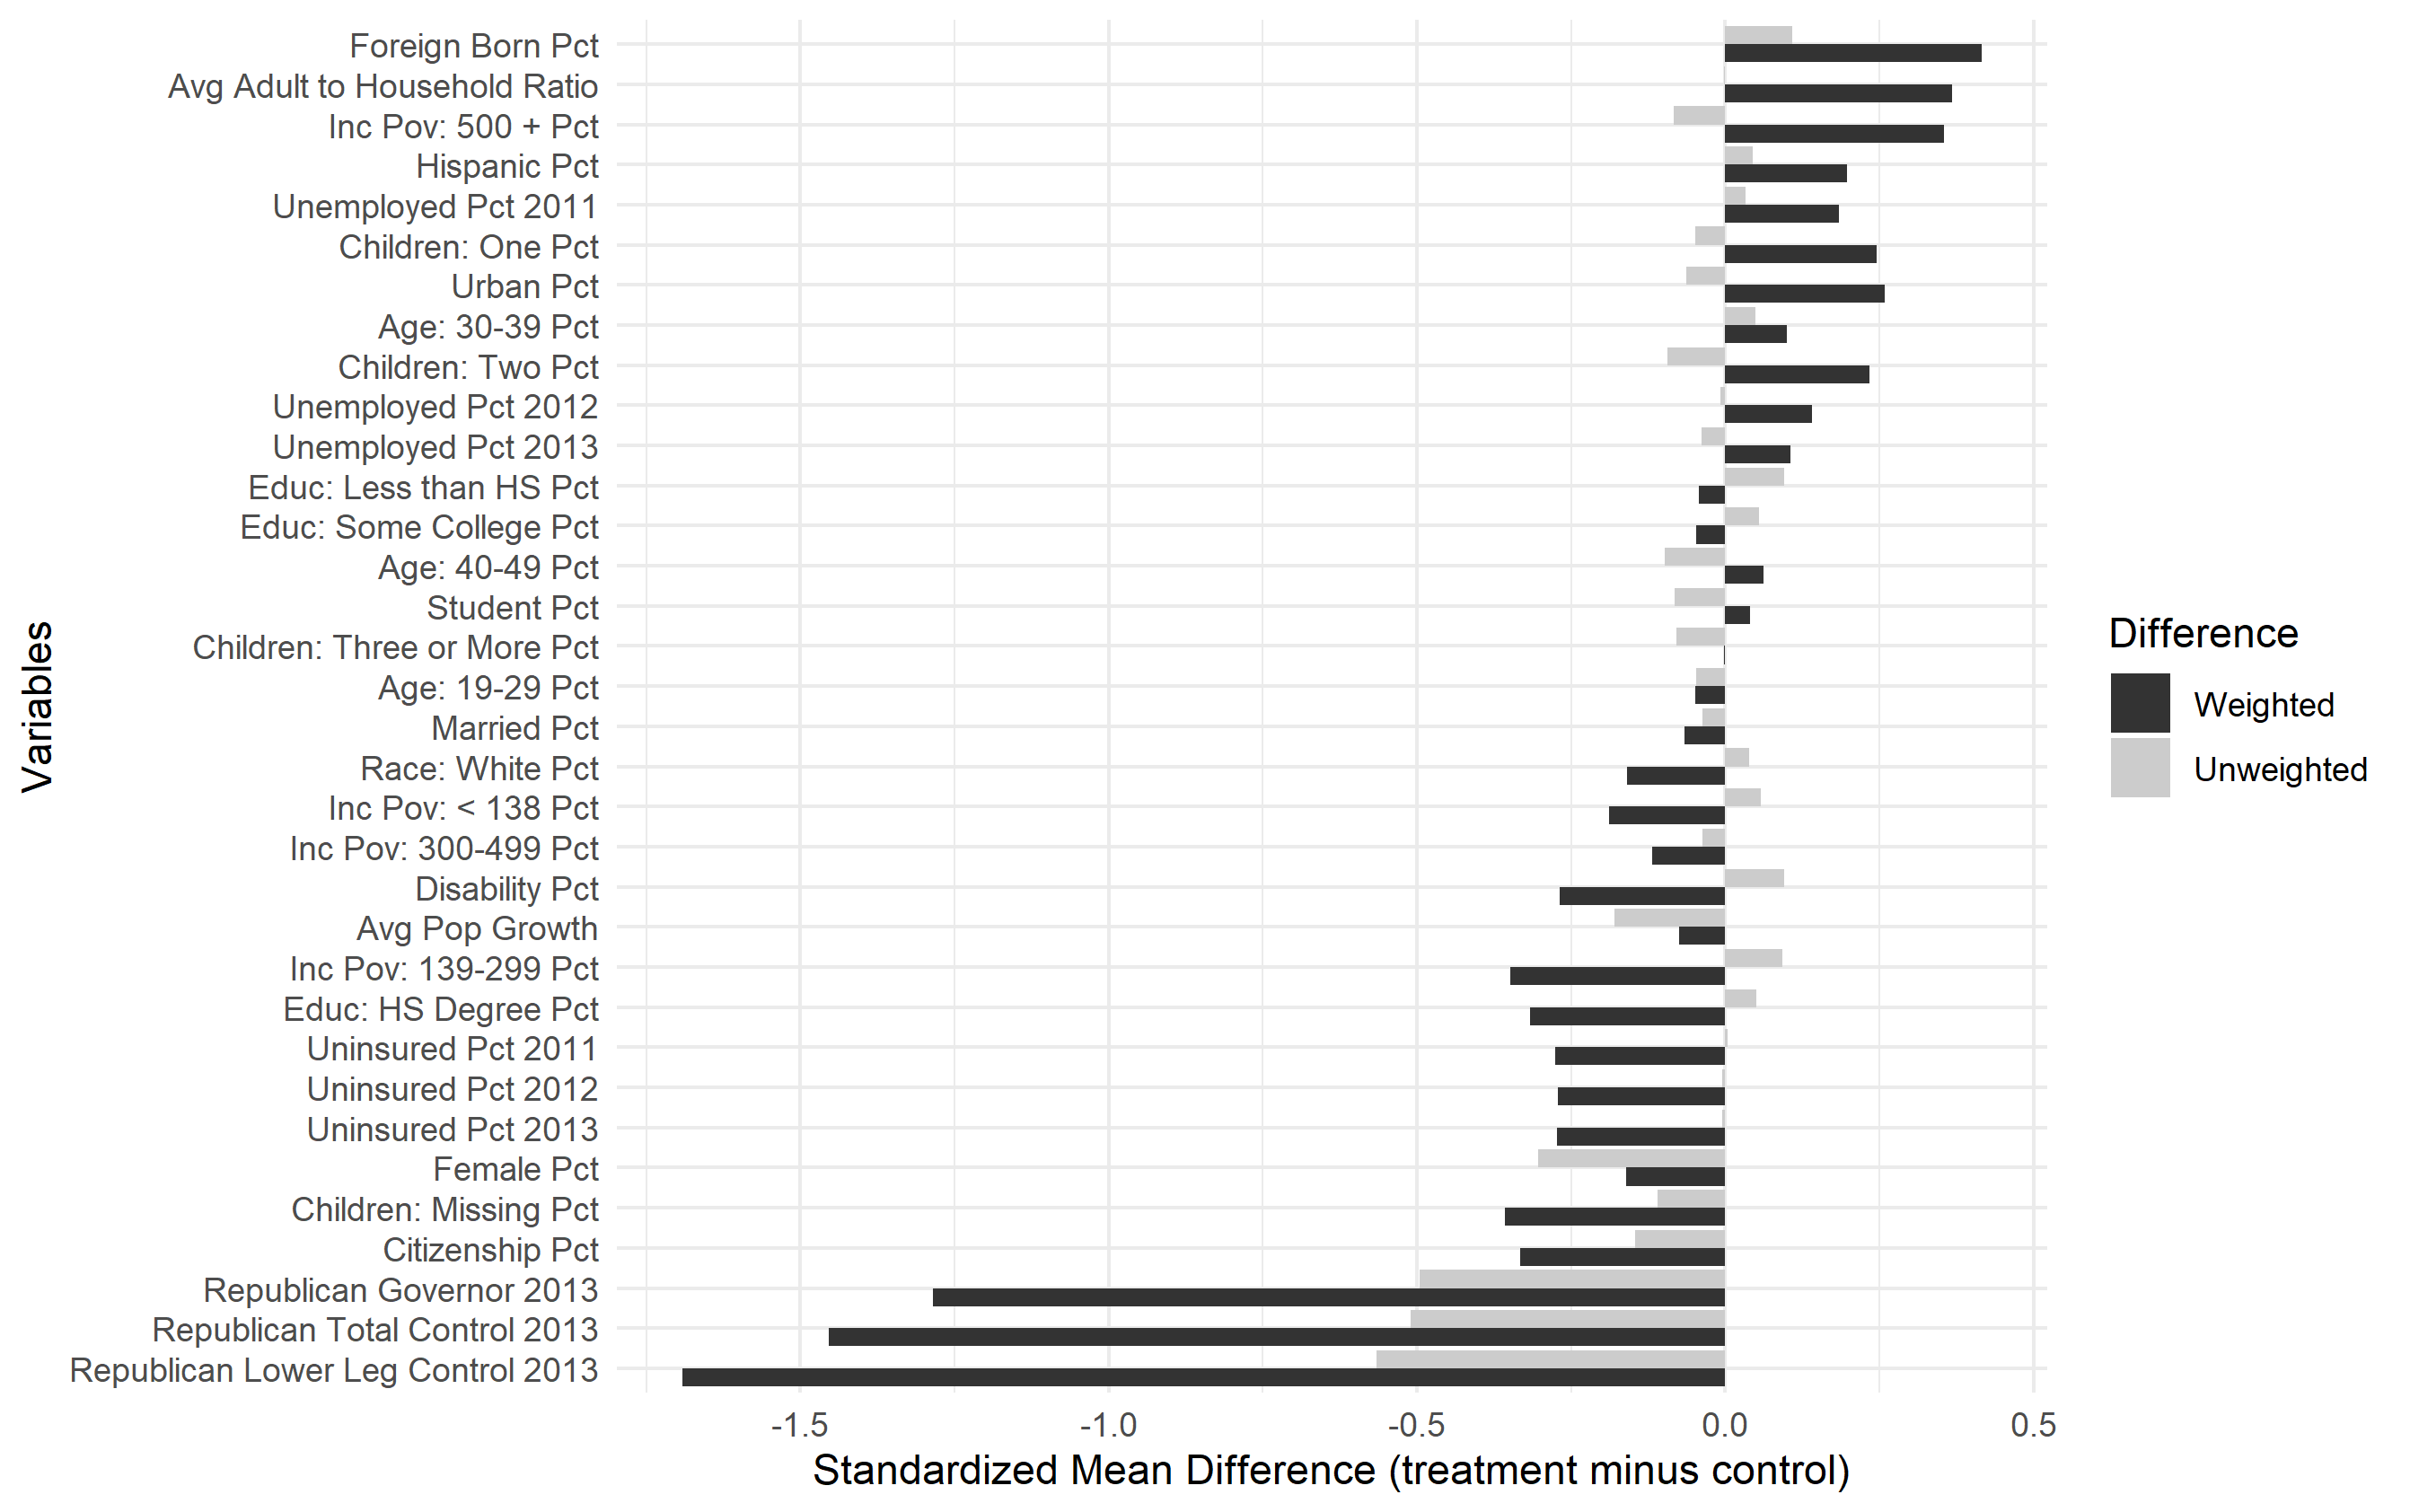 Foreign Born Pct
Avg Adult to Household Ratio
Inc Pov: 500 + Pct
Hispanic Pct
Unemployed Pct 2011
Children: One Pct
Urban Pct
Age: 30-39 Pct
Children: Two Pct
Unemployed Pct 2012
Unemployed Pct 2013
Educ: Less than HS Pct
Educ: Some College Pct
Age: 40-49 Pct
Student Pct
Children: Three or More Pct
Age: 19-29 Pct
Married Pct
Race: White Pct
Inc Pov: < 138 Pct
Inc Pov: 300-499 Pct
Disability Pct
Avg Pop Growth
Inc Pov: 139-299 Pct
Educ: HS Degree Pct
Uninsured Pct 2011
Uninsured Pct 2012
Uninsured Pct 2013
Female Pct
Children: Missing Pct
Citizenship Pct
Republican Governor 2013
Republican Total Control 2013
Republican Lower Leg Control 2013
Variables
-1.5 -1.0 -0.5 0.0 0.5
Standardized Mean Difference (treatment minus control)
Difference
Weighted
Unweighted